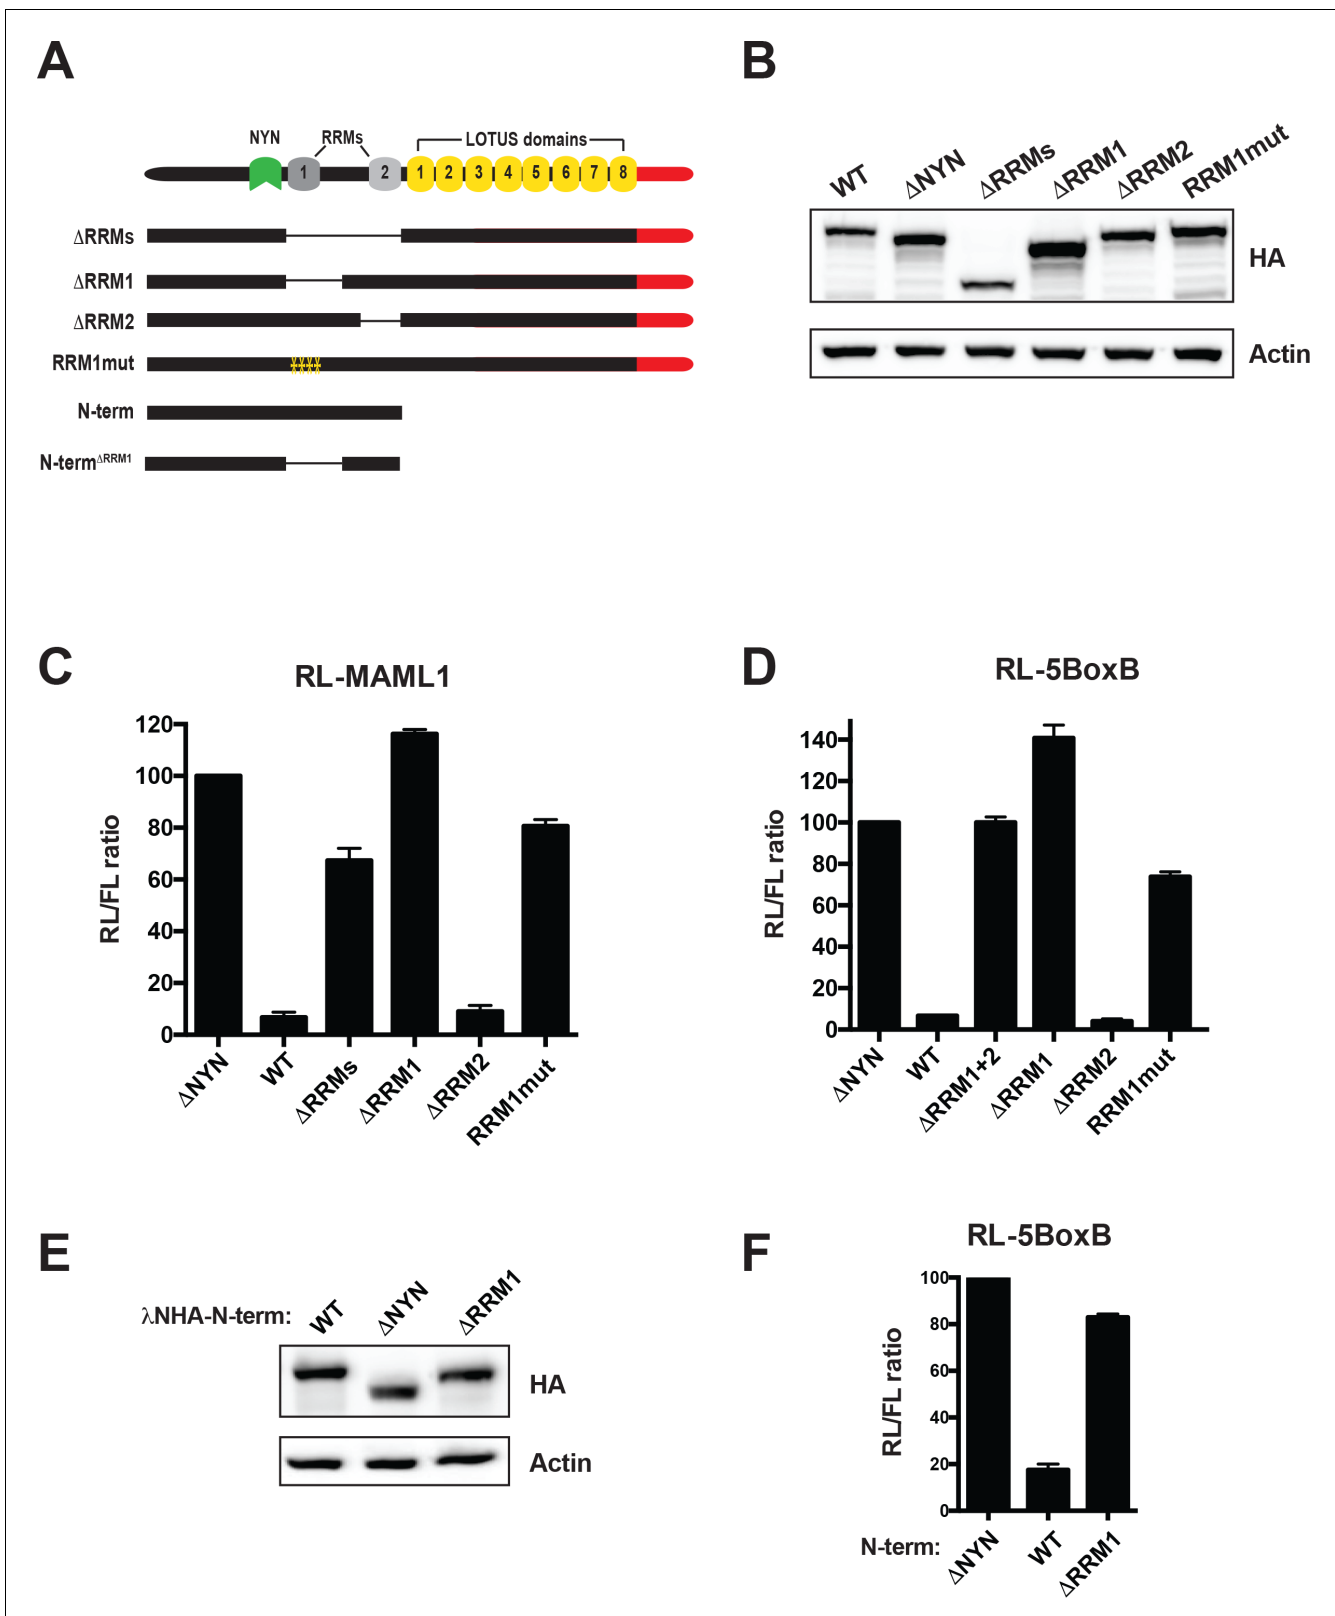 A
NYN
RRMs
LOTUS domains
1
2
1 2 3 4 5 6 7 8
ΔRRMs
ΔRRM1
ΔRRM2
RRM1mut
N-term
N-termΔRRM1
B
WT
ΔNYN
ΔRRMs
ΔRRM1
ΔRRM2
RRM1mut
HA
Actin
C
RL-MAML1
RL/FL ratio
120
100
80
60
40
20
0
ΔNYN
WT
ΔRRMs
ΔRRM1
ΔRRM2
RRM1mut
D
RL-5BoxB
RL/FL ratio
140
120
100
80
60
40
20
0
ΔNYN
WT
ΔRRM1+2
ΔRRM1
ΔRRM2
RRM1mut
E
λNHA-N-term:
WT
ΔNYN
ΔRRM1
HA
Actin
F
RL-5BoxB
RL/FL ratio
100
80
60
40
20
0
N-term:
ΔNYN
WT
ΔRRM1